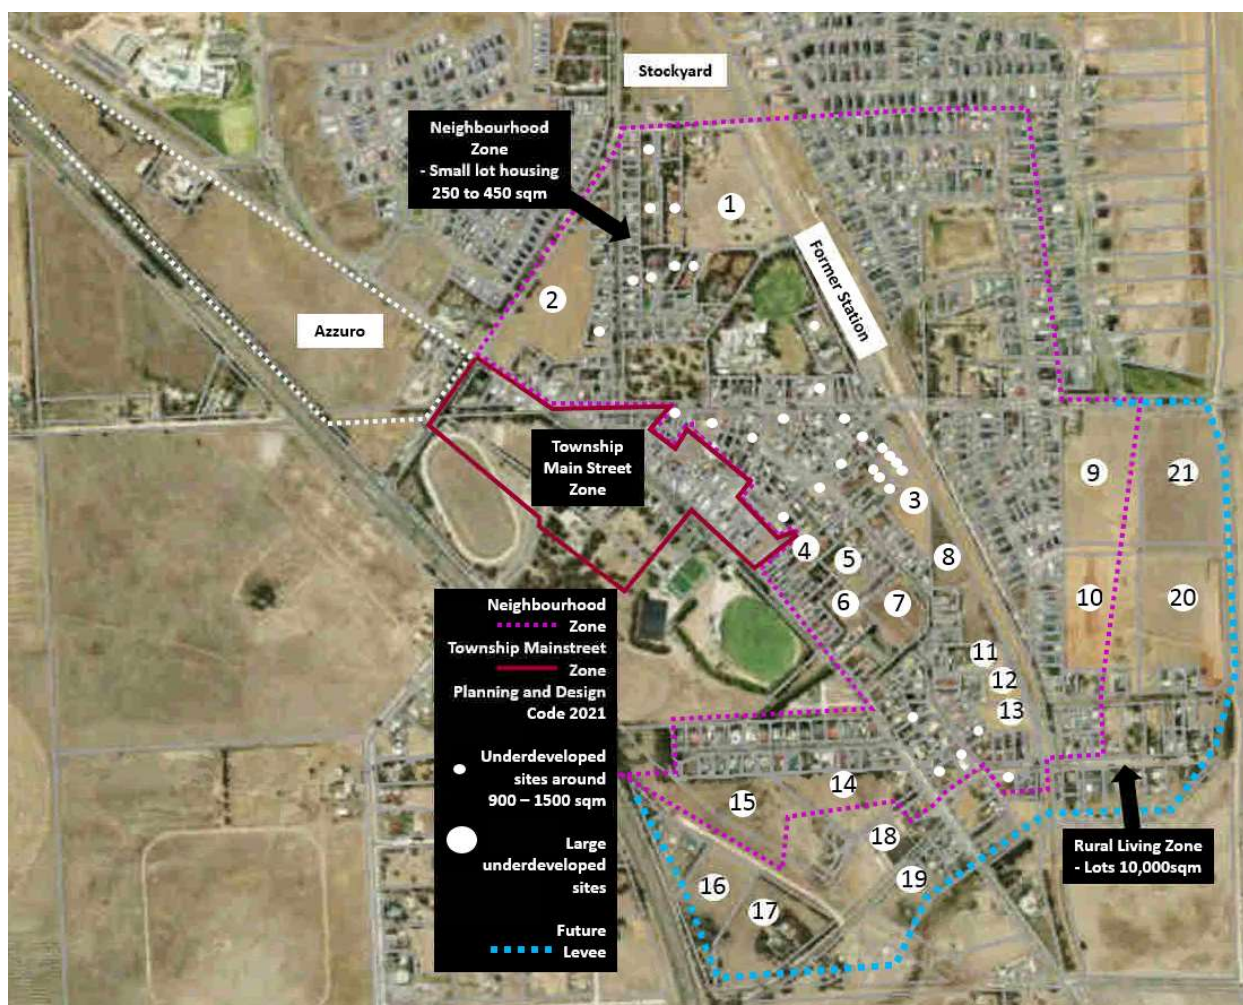 Stockyard
Neighbourhood
Zone
- Small lot housing
250 to 450 sqm
1
Former Station
2
Azzuro
Township
Main Street
Zone
9
21
3
4
5
8
6
7
10
20
11
12
13
Neighbourhood
Zone
Township Mainstreet
Zone
Planning and Design
Code 2021
Underdeveloped
sites around
900 – 1500 sqm
Large
underdeveloped
sites
Future
Levee
14
15
18
16
19
17
Rural Living Zone
- Lots 10,000sqm